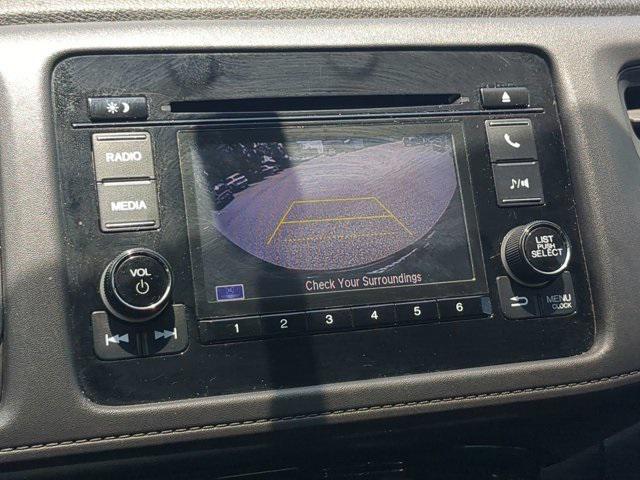 RADIO
MEDIA
VOL
LIST
PUSH
SELECT
MENU
CLOCK
Check Your Surroundings
1 2 3 4 5 6